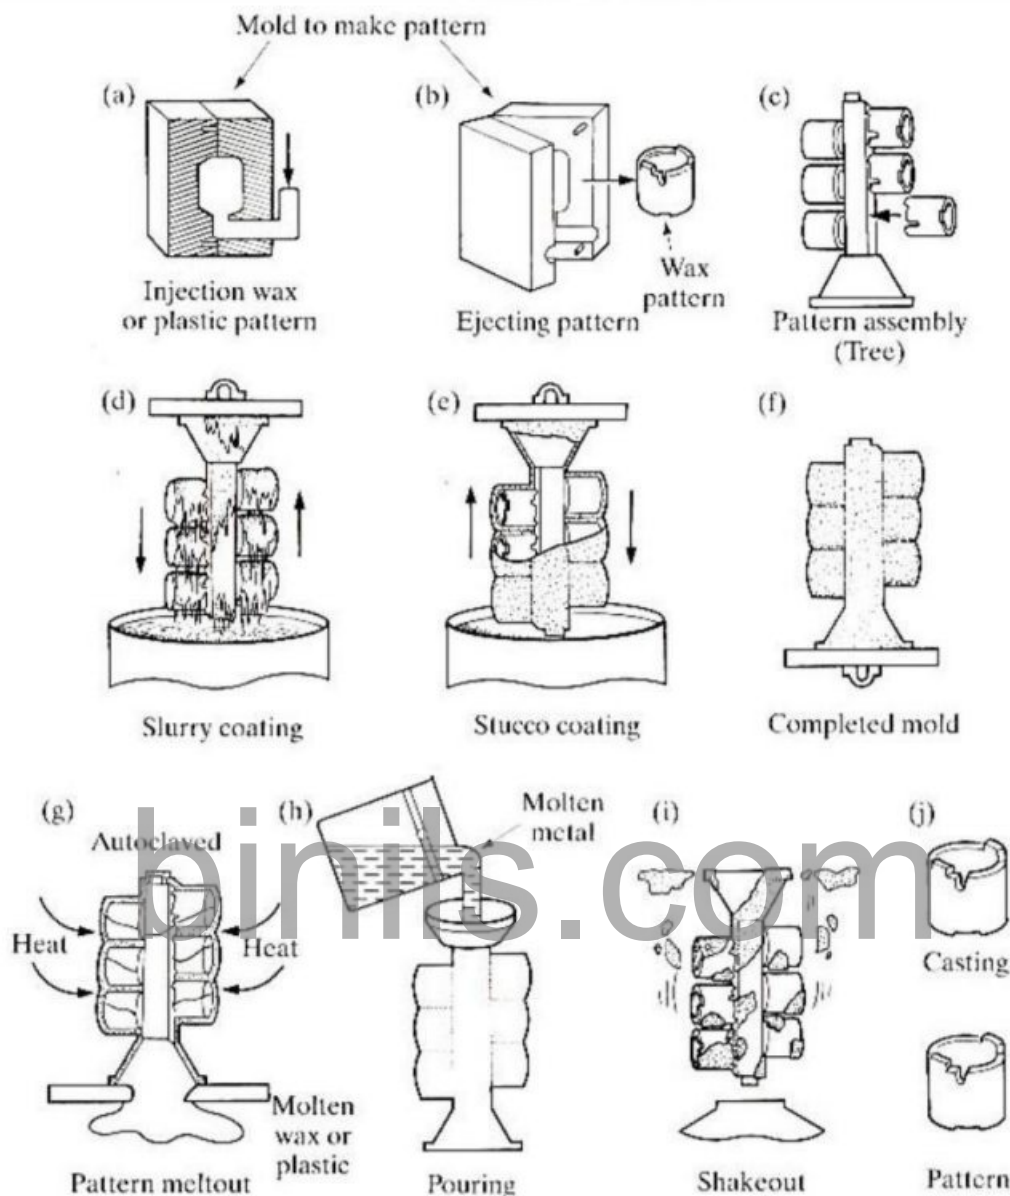 Mold to make pattern
(a)
(b)
(c)
Injection wax
or plastic pattern
Ejecting pattern
Wax
pattern
Pattern assembly
(Tree)
(d)
(e)
(f)
Slurry coating
Stucco coating
Completed mold
(g)
Autoclaved
Heat
Heat
Molten
wax or
plastic
Pattern meltout
(h)
Molten
metal
Pouring
(i)
Shakeout
(j)
Casting
Pattern
binils.com